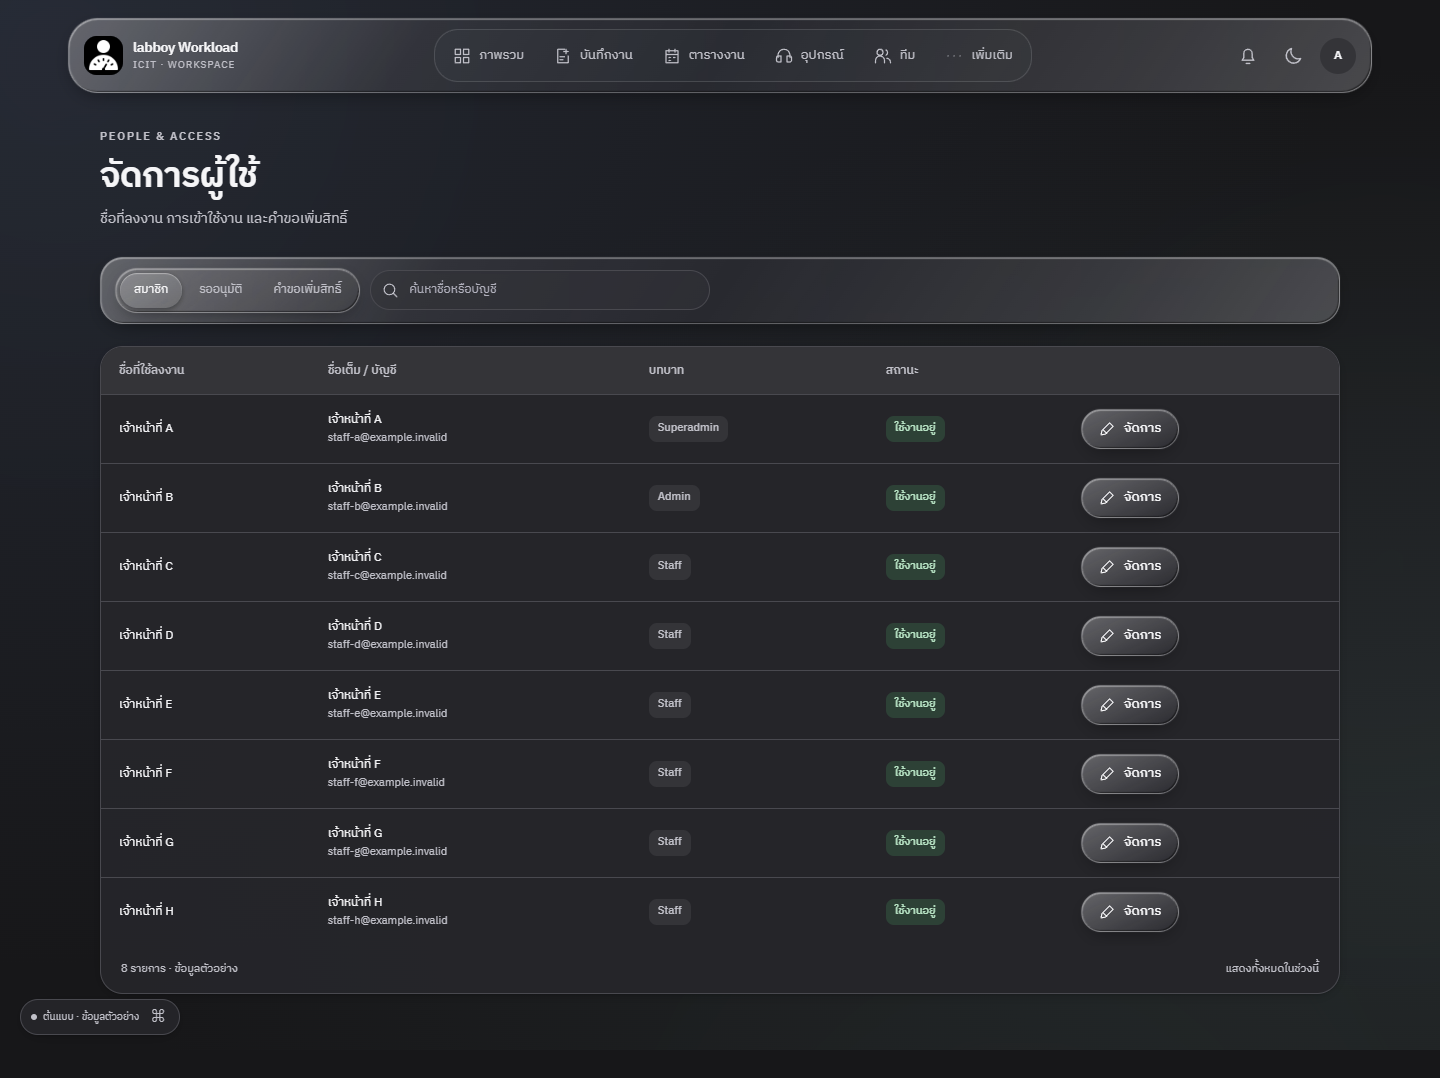 labboy Workload
ICIT · WORKSPACE
ภาพรวม
บันทึกงาน
ตารางงาน
อุปกรณ์
ทีม
··· เพิ่มเติม
A
PEOPLE & ACCESS
จัดการผู้ใช้
ชื่อที่ลงงาน การเข้าใช้งาน และคำขอเพิ่มสิทธิ์
สมาชิก
รออนุมัติ
คำขอเพิ่มสิทธิ์
ค้นหาชื่อหรือบัญชี
ชื่อที่ใช้ลงงาน
ชื่อเต็ม / บัญชี
บทบาท
สถานะ
เจ้าหน้าที่ A
เจ้าหน้าที่ A
staff-a@example.invalid
Superadmin
ใช้งานอยู่
จัดการ
เจ้าหน้าที่ B
เจ้าหน้าที่ B
staff-b@example.invalid
Admin
ใช้งานอยู่
จัดการ
เจ้าหน้าที่ C
เจ้าหน้าที่ C
staff-c@example.invalid
Staff
ใช้งานอยู่
จัดการ
เจ้าหน้าที่ D
เจ้าหน้าที่ D
staff-d@example.invalid
Staff
ใช้งานอยู่
จัดการ
เจ้าหน้าที่ E
เจ้าหน้าที่ E
staff-e@example.invalid
Staff
ใช้งานอยู่
จัดการ
เจ้าหน้าที่ F
เจ้าหน้าที่ F
staff-f@example.invalid
Staff
ใช้งานอยู่
จัดการ
เจ้าหน้าที่ G
เจ้าหน้าที่ G
staff-g@example.invalid
Staff
ใช้งานอยู่
จัดการ
เจ้าหน้าที่ H
เจ้าหน้าที่ H
staff-h@example.invalid
Staff
ใช้งานอยู่
จัดการ
8 รายการ · ข้อมูลตัวอย่าง
แสดงทั้งหมดในช่วงนี้
ต้นแบบ · ข้อมูลตัวอย่าง ⌘